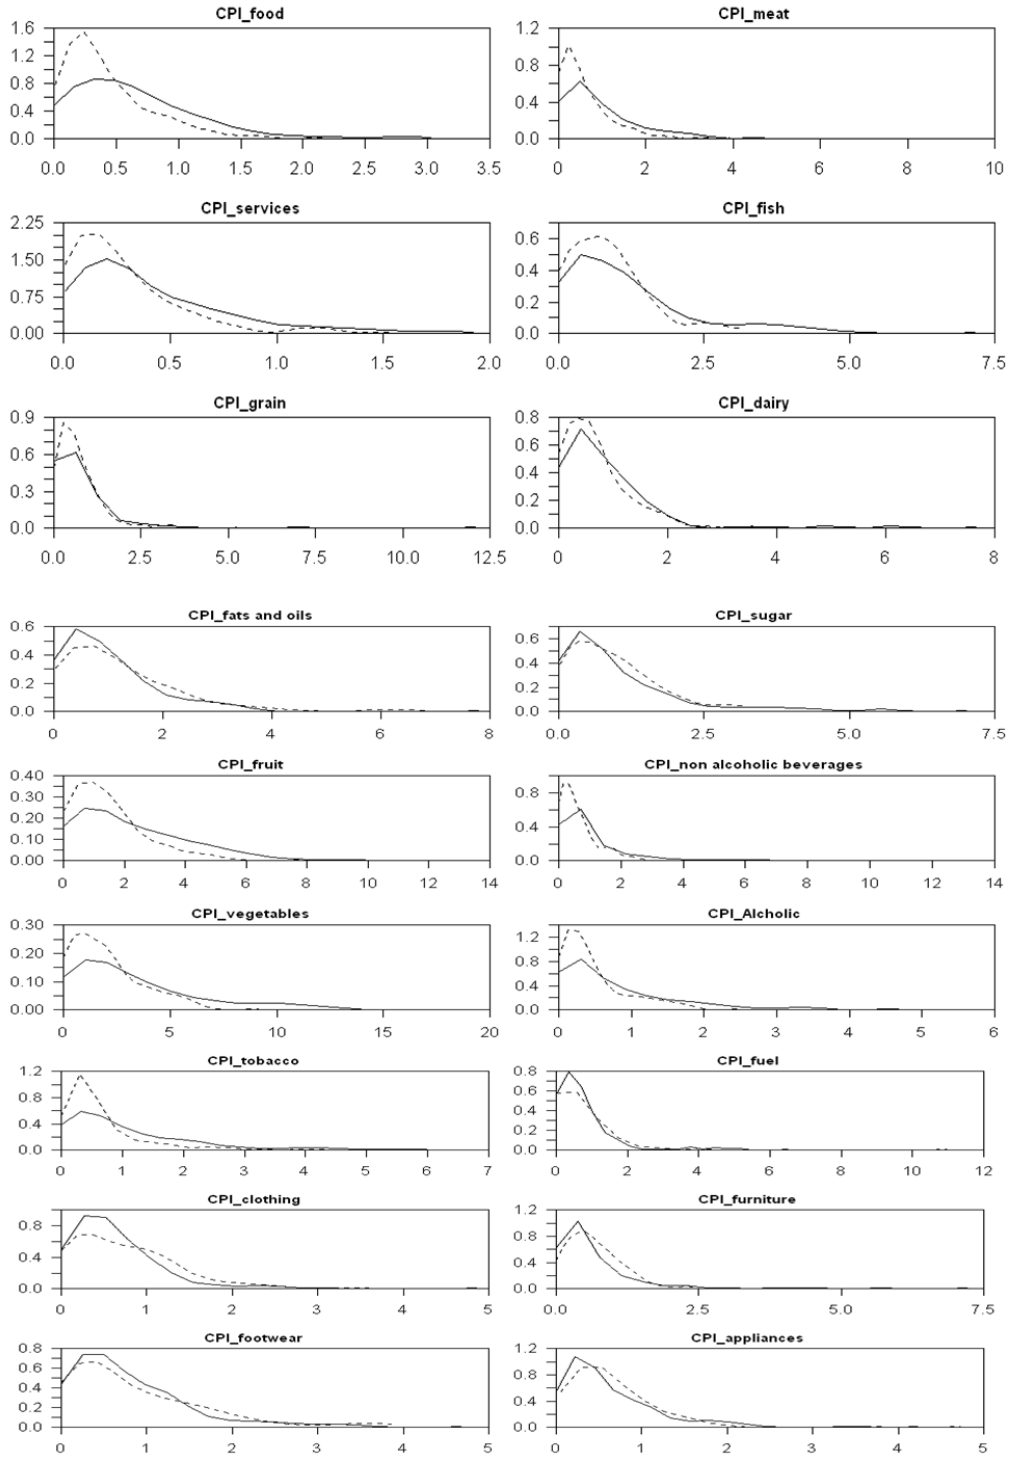 CPI_food CPI_meat
1.6 1.2
1.2 0.8
0.8 0.4
0.4 0.0
0.0
0.0 0.5 1.0 1.5 2.0 2.5 3.0 3.5 0 2 4 6 8 10
CPI_services CPI_fish
2.25 0.6
1.50 0.4
0.75 0.2
0.00 0.0
0.0 0.5 1.0 1.5 2.0 0.0 2.5 5.0 7.5
CPI_grain CPI_dairy
0.9 0.8
0.6 0.6
0.3 0.4
0.0 0.2
0.0
0.0 2.5 5.0 7.5 10.0 12.5 0 2 4 6 8
CPI_fats and oils CPI_sugar
0.6 0.6
0.4 0.4
0.2 0.2
0.0 0.0
0 2 4 6 8 0.0 2.5 5.0 7.5
CPI_fruit CPI_non alcoholic beverages
0.40 0.8
0.30 0.4
0.20 0.0
0.10
0.00
0 2 4 6 8 10 12 14 0 2 4 6 8 10 12 14
CPI_vegetables CPI_Alcholic
0.30 1.2
0.20 0.8
0.10 0.4
0.00 0.0
0 5 10 15 20 0 1 2 3 4 5 6
CPI_tobacco CPI_fuel
1.2 0.8
0.8 0.6
0.4 0.4
0.0 0.2
0.0
0 1 2 3 4 5 6 7 0 2 4 6 8 10 12
CPI_clothing CPI_furniture
0.8 1.2
0.4 0.8
0.0 0.4
0.0
0 1 2 3 4 5 0.0 2.5 5.0 7.5
CPI_footwear CPI_appliances
0.8 1.2
0.6 0.8
0.4 0.4
0.2 0.0
0.0
0 1 2 3 4 5 0 1 2 3 4 5